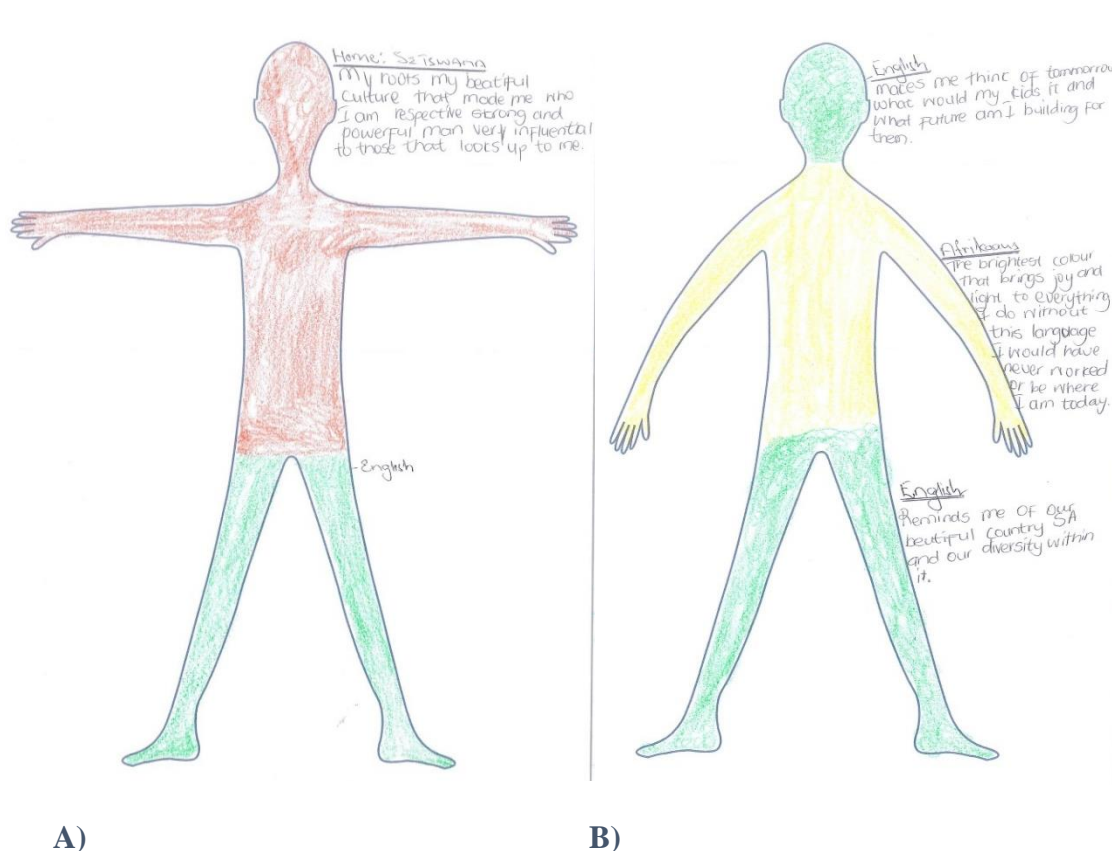 Home: Setswana
My roots my beatiful
Culture that made me who
I am respective strong and
powerful man very influential
to those that looks up to me.
English
English
makes me think of tommorrow
what would my kids it and
what future am I building for
them.
Afrikaans
The brightest colour
that brings joy and
light to everything
I do without
this language
I would have
never worked
or be where
I am today.
English
Reminds me of our
beutiful country SA
and our diversity within
it.
A)
B)